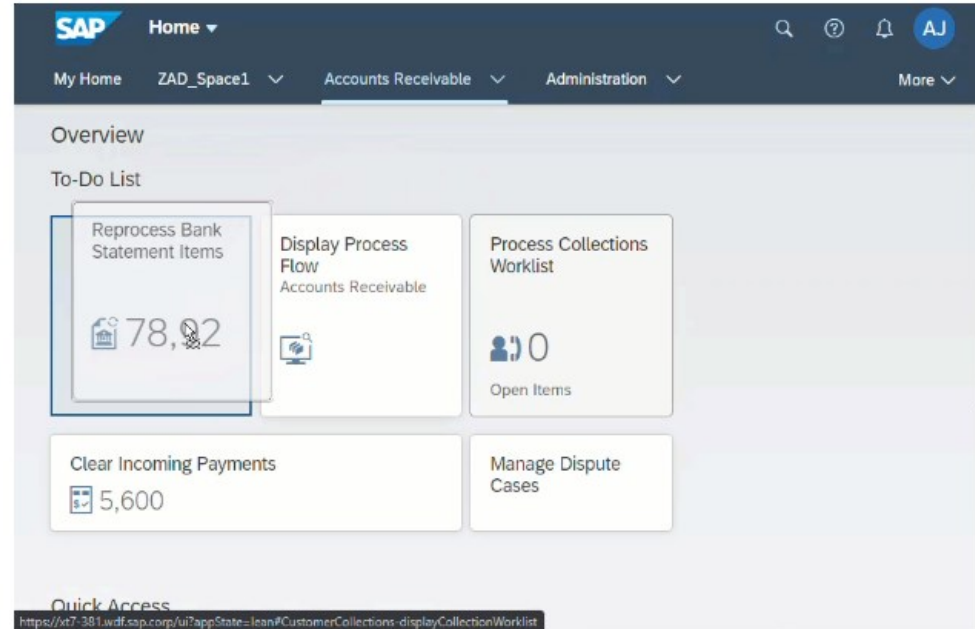 SAP Home
AJ
My Home ZAD_Space1 Accounts Receivable Administration More
Overview
To-Do List
Reprocess Bank
Statement Items
78,92
Display Process
Flow
Accounts Receivable
Process Collections
Worklist
0
Open Items
Clear Incoming Payments
5,600
Manage Dispute
Cases
Quick Access
https://xt7-381.wdf.sap.corp/ui?appState=lean#CustomerCollections-displayCollectionWorklist